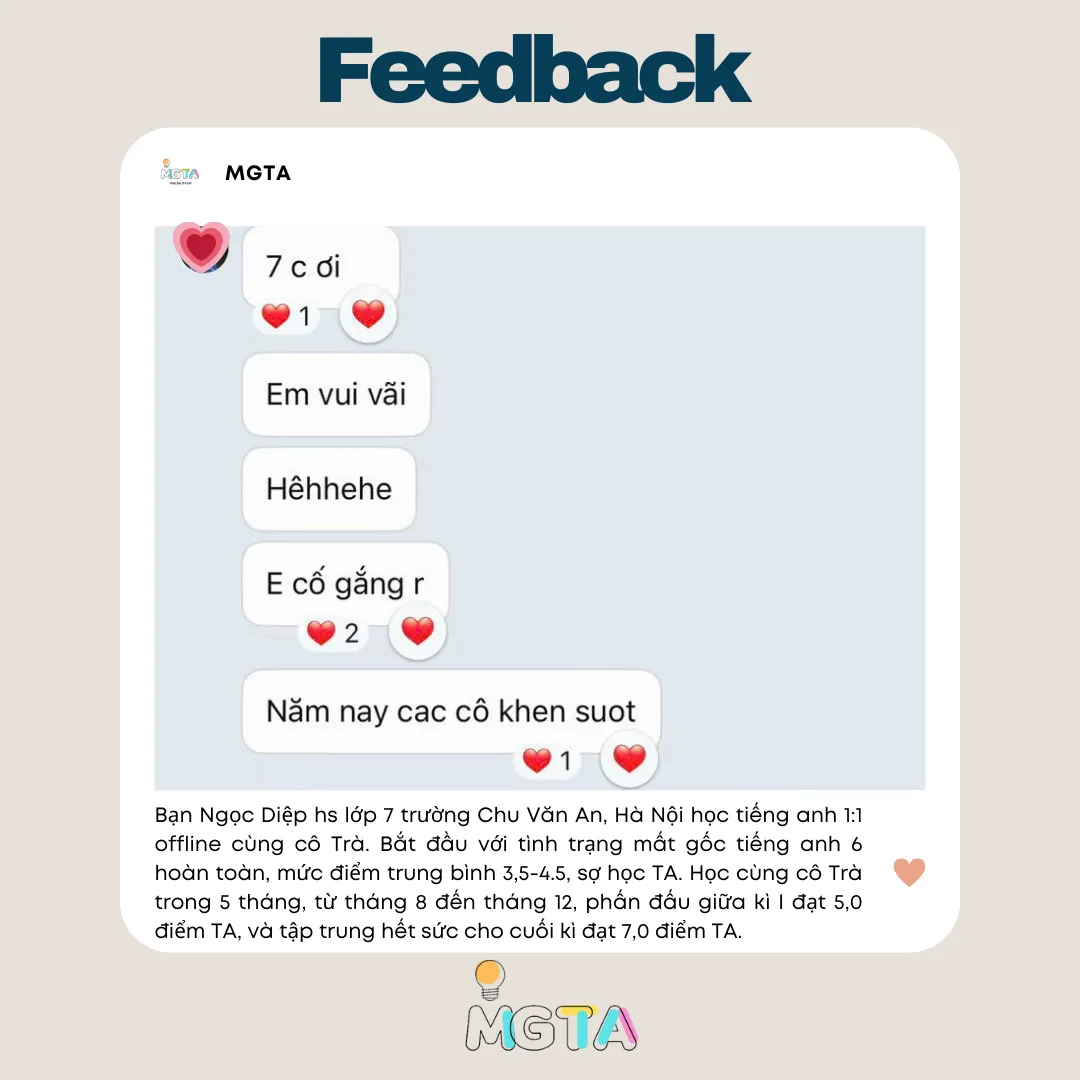 Feedback
MGTA
MGTA
7 c ơi
1
Em vui vãi
Hêhhehe
E cố gắng r
2
Năm nay cac cô khen suot
1
Bạn Ngọc Diệp hs lớp 7 trường Chu Văn An, Hà Nội học tiếng anh 1:1
offline cùng cô Trà. Bắt đầu với tình trạng mất gốc tiếng anh 6
hoàn toàn, mức điểm trung bình 3,5-4.5, sợ học TA. Học cùng cô Trà
trong 5 tháng, từ tháng 8 đến tháng 12, phấn đấu giữa kì I đạt 5,0
điểm TA, và tập trung hết sức cho cuối kì đạt 7,0 điểm TA.
MGTA